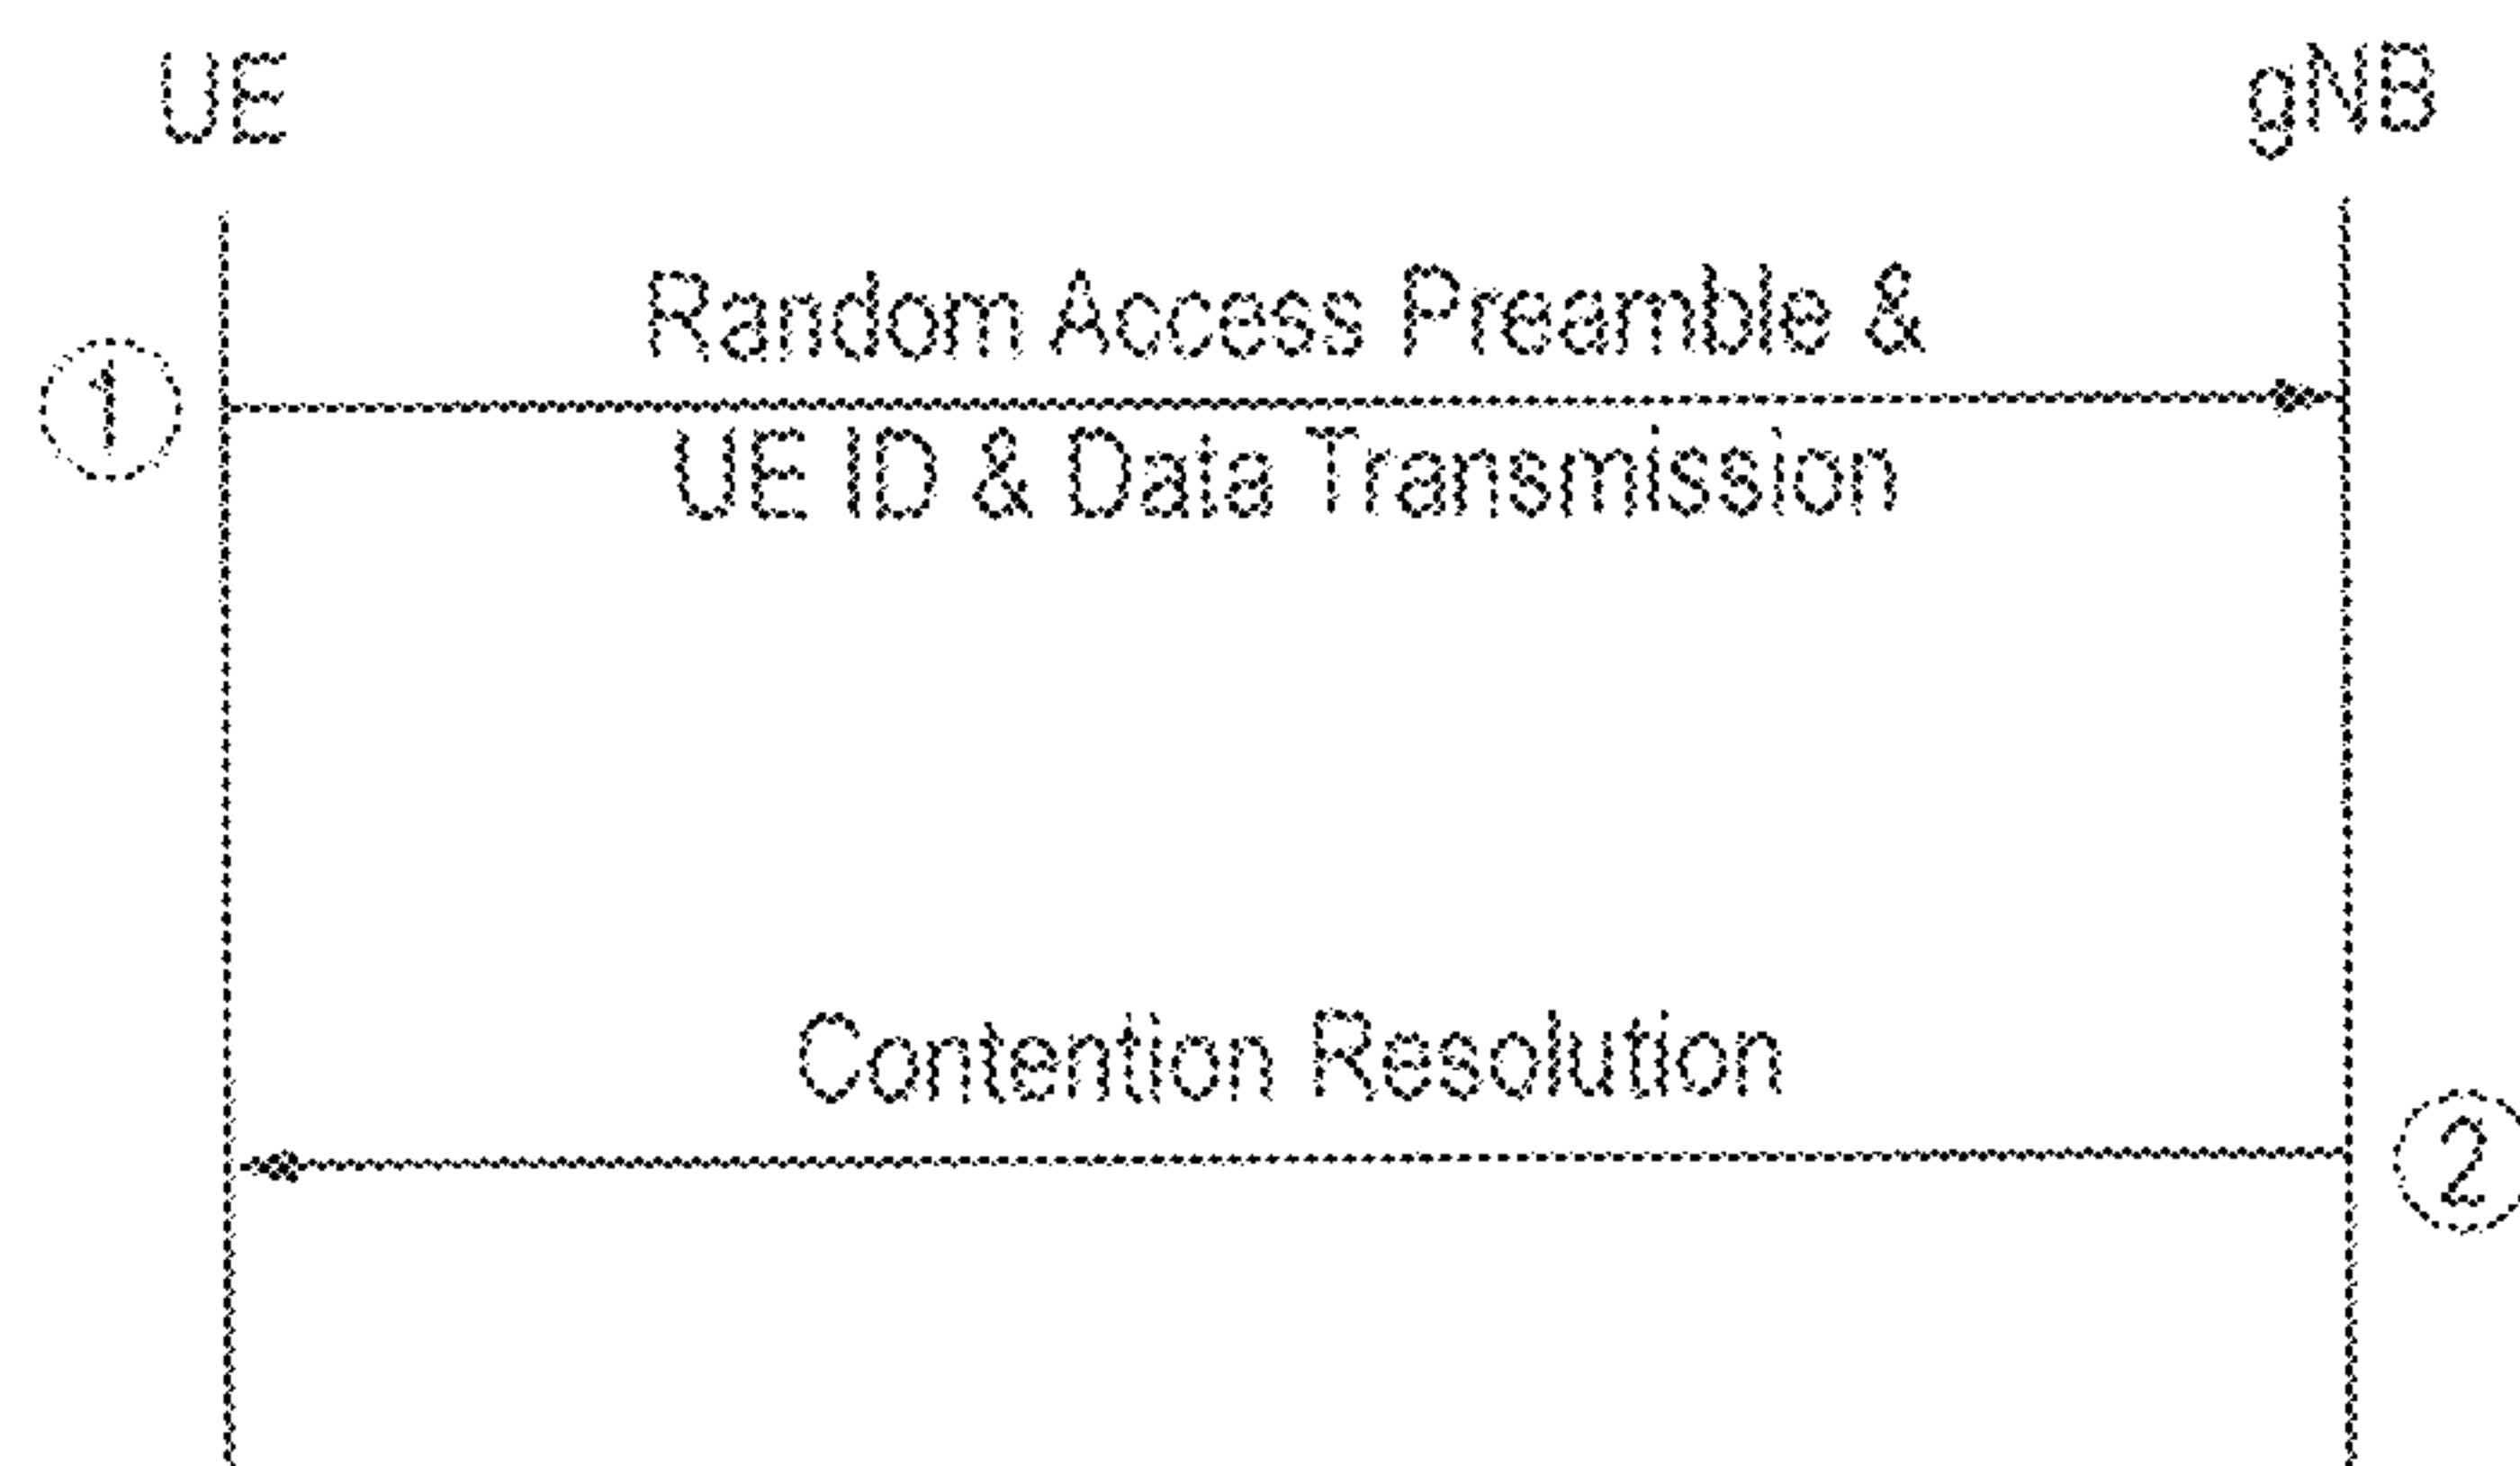 UE
gNB
Random Access Preamble &
1
UE ID & Data Transmission
Contention Resolution
2